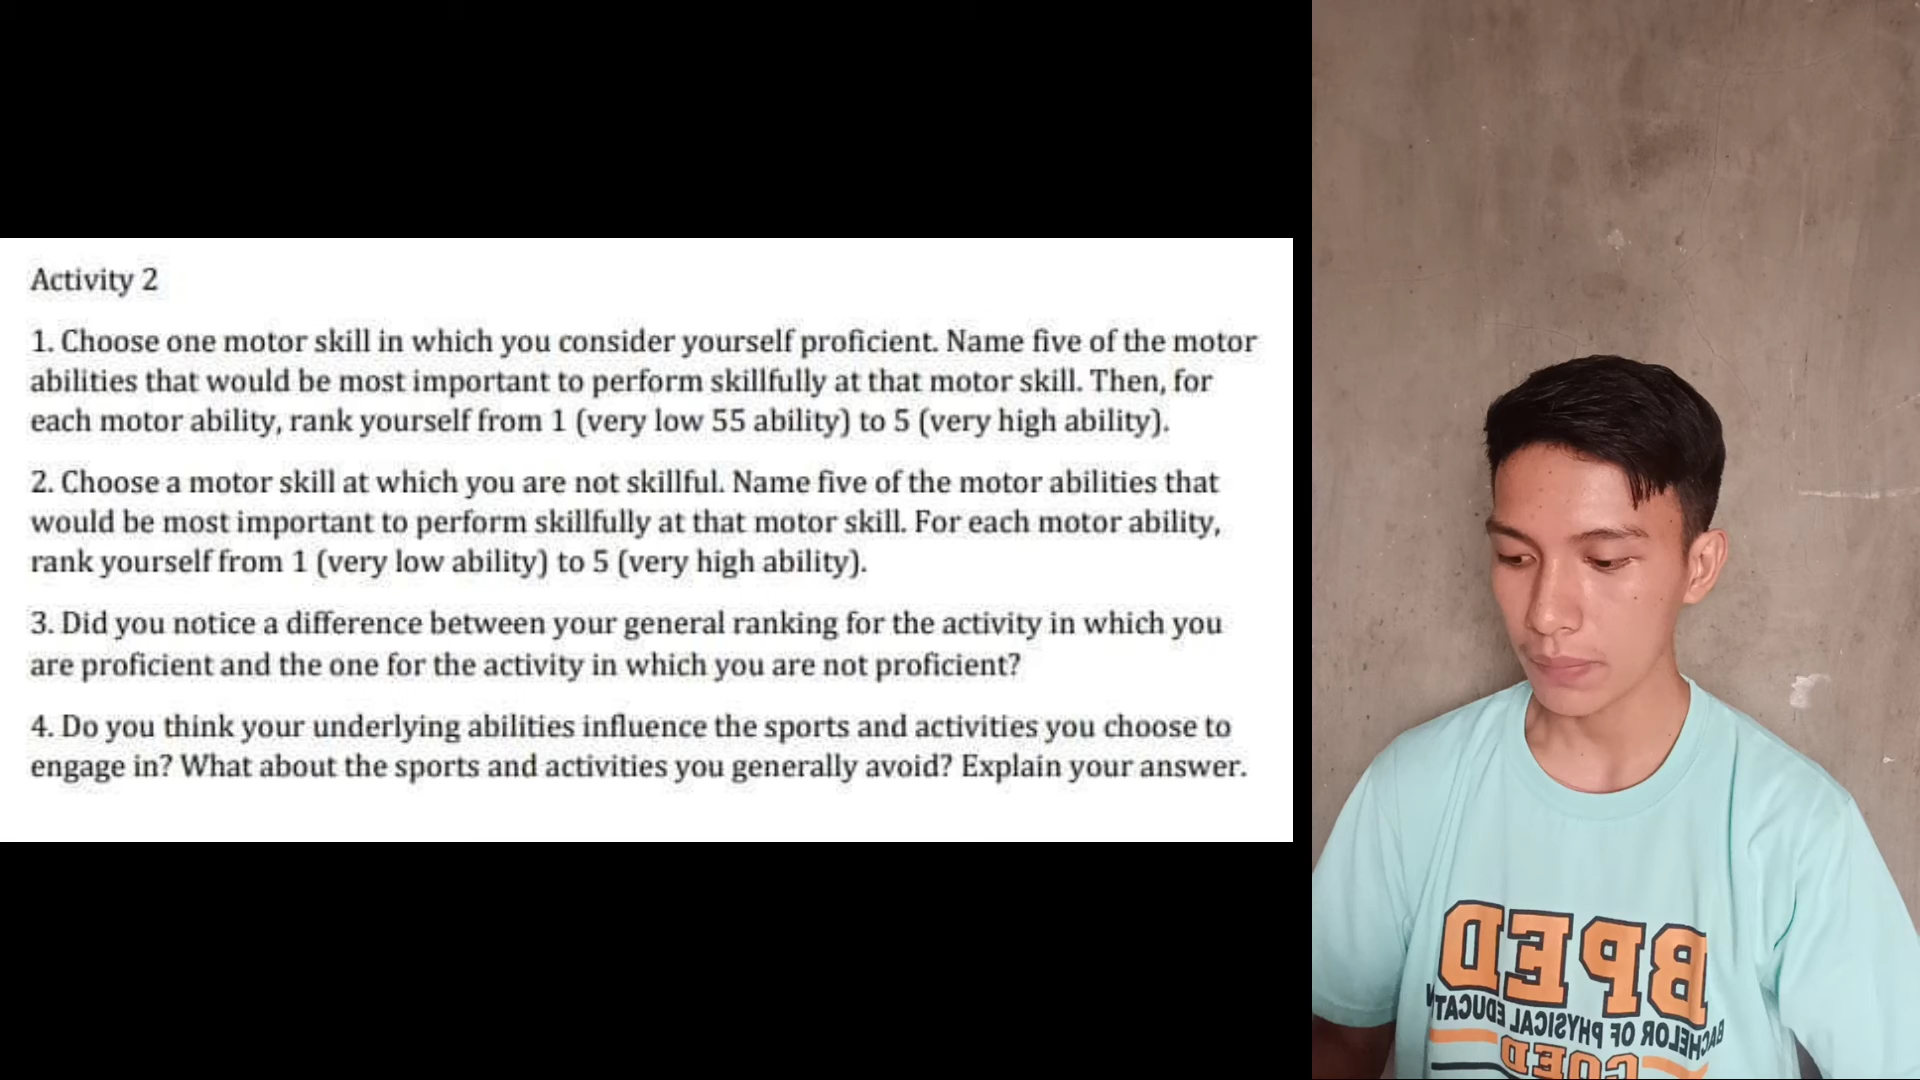 Activity 2
1. Choose one motor skill in which you consider yourself proficient. Name five of the motor
abilities that would be most important to perform skillfully at that motor skill. Then, for
each motor ability, rank yourself from 1 (very low 55 ability) to 5 (very high ability).
2. Choose a motor skill at which you are not skillful. Name five of the motor abilities that
would be most important to perform skillfully at that motor skill. For each motor ability,
rank yourself from 1 (very low ability) to 5 (very high ability).
3. Did you notice a difference between your general ranking for the activity in which you
are proficient and the one for the activity in which you are not proficient?
4. Do you think your underlying abilities influence the sports and activities you choose to
engage in? What about the sports and activities you generally avoid? Explain your answer.
BPED
BACHELOR OF PHYSICAL EDUCATION
COED